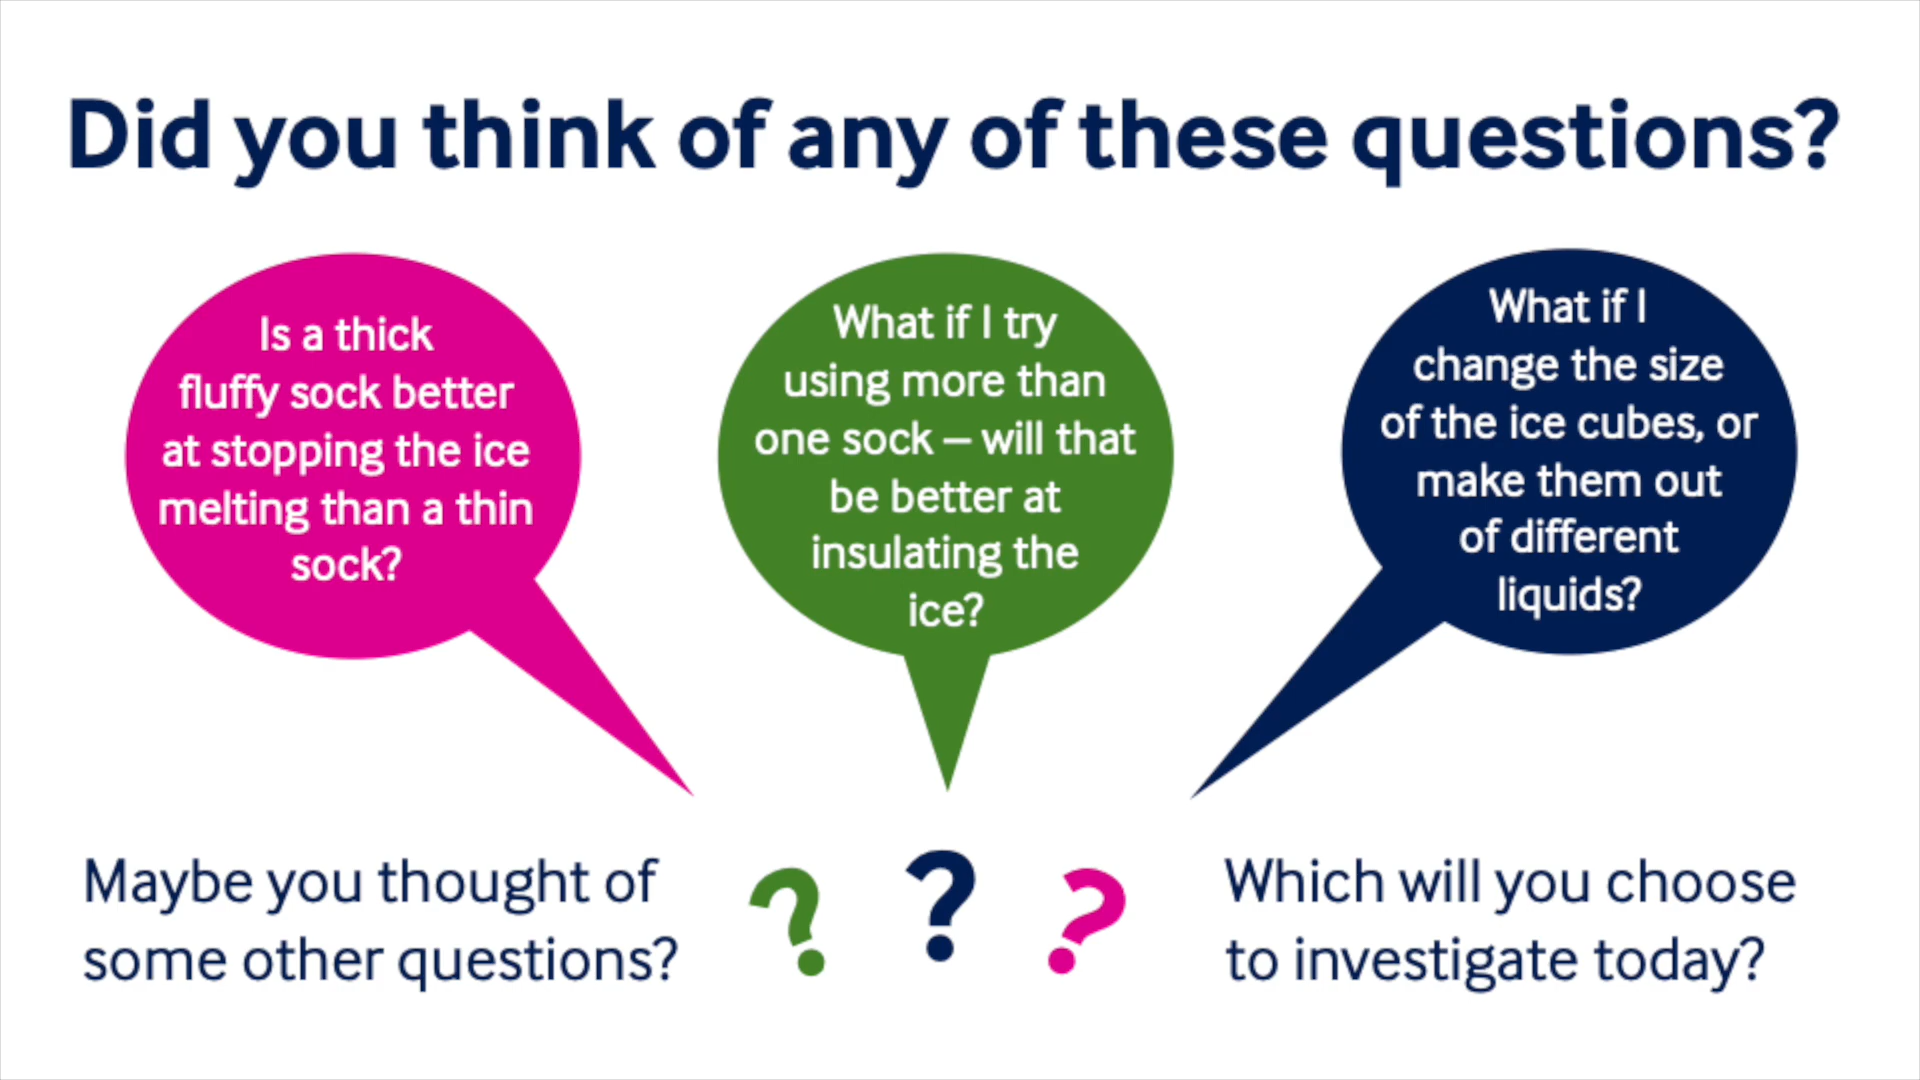 Did you think of any of these questions?
Is a thick
fluffy sock better
at stopping the ice
melting than a thin
sock?
What if I try
using more than
one sock – will that
be better at
insulating the
ice?
What if I
change the size
of the ice cubes, or
make them out
of different
liquids?
Maybe you thought of
some other questions?
? ? ?
Which will you choose
to investigate today?